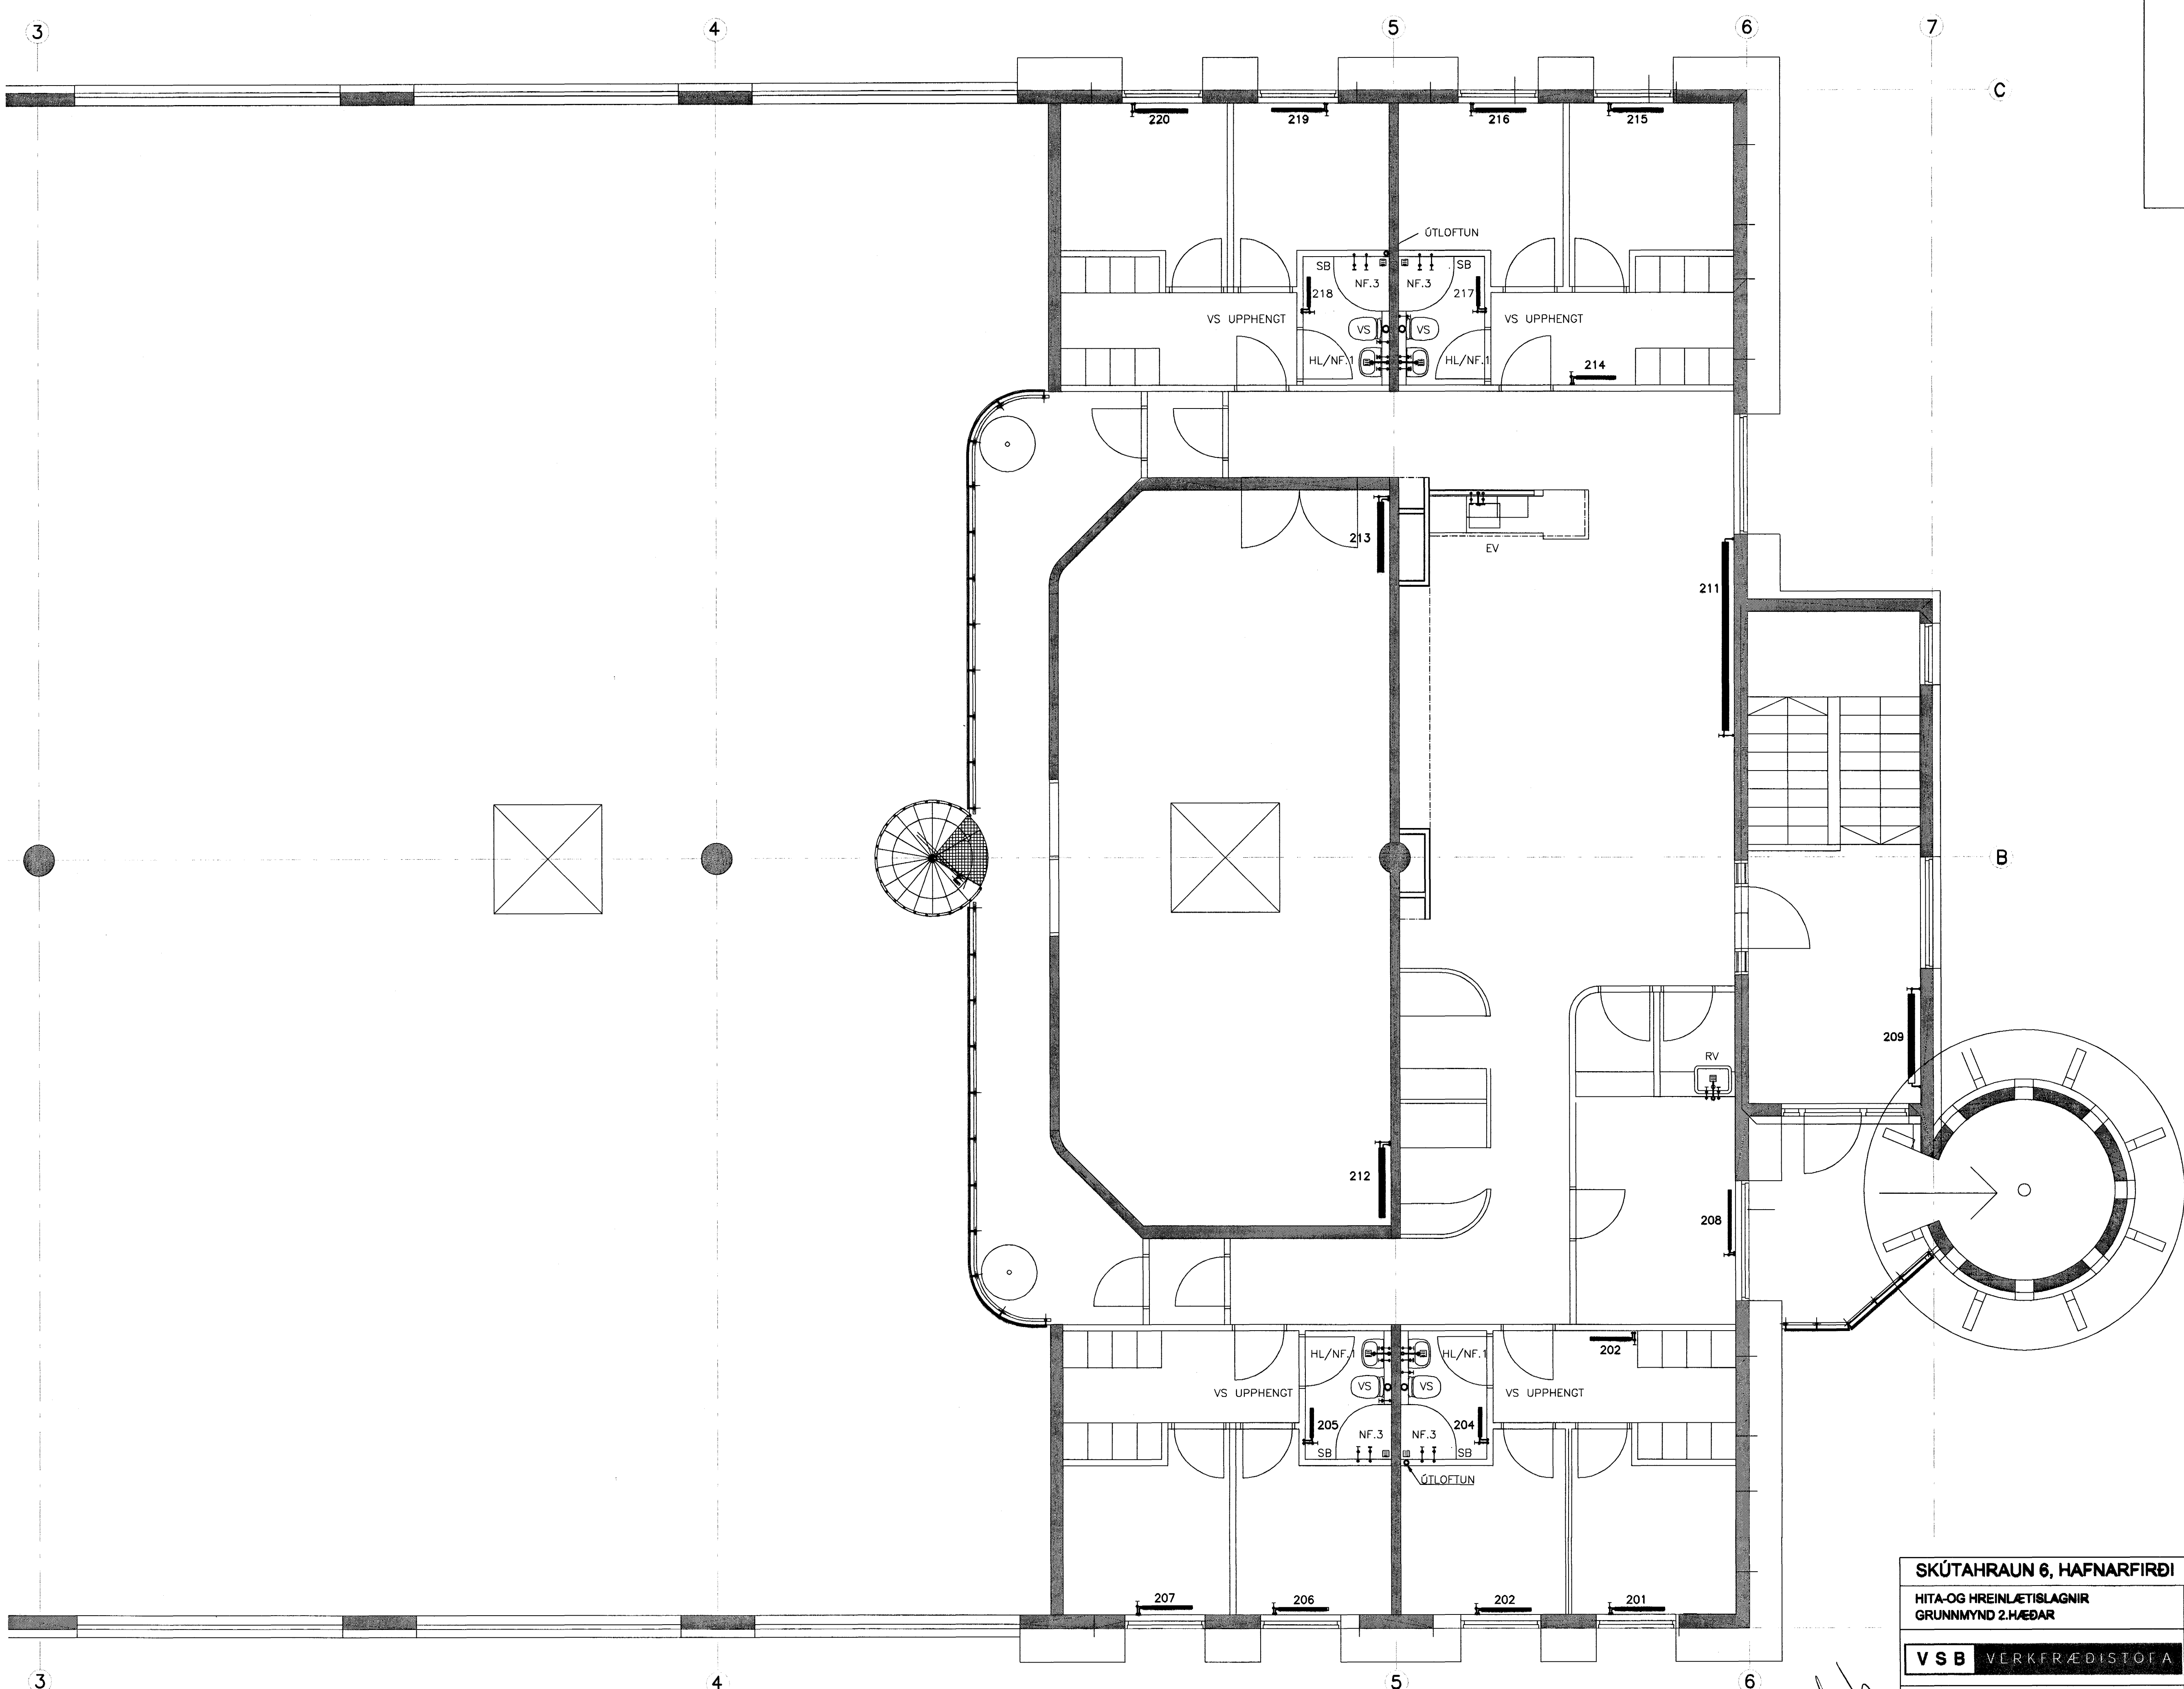 3 4 5 6 7
C
220 219 216 215
ÚTLOFTUN
SB SB
NF.3 NF.3
218 217
VS UPPHENGT VS VS VS UPPHENGT
HL/NF.1 HL/NF.1
214
213
EV
211
B
209
RV
212
208
HL/NF.1 HL/NF.1 202
VS UPPHENGT VS VS VS UPPHENGT
205 204
NF.3 NF.3
SB SB
ÚTLOFTUN
207 206 202 201
SKÚTAHRAUN 6, HAFNARFIRÐI
HITA-OG HREINLÆTISLAGNIR
GRUNNMYND 2.HÆÐAR
VSB VERKFRÆÐISTOFA
3 4 5 6